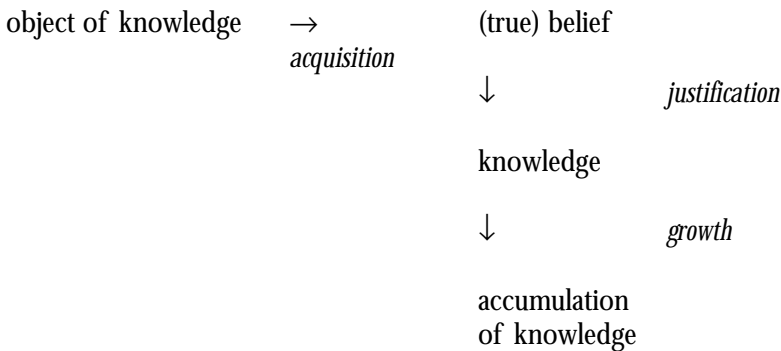 object of knowledge → (true) belief
acquisition
↓ justification
knowledge
↓ growth
accumulation
of knowledge